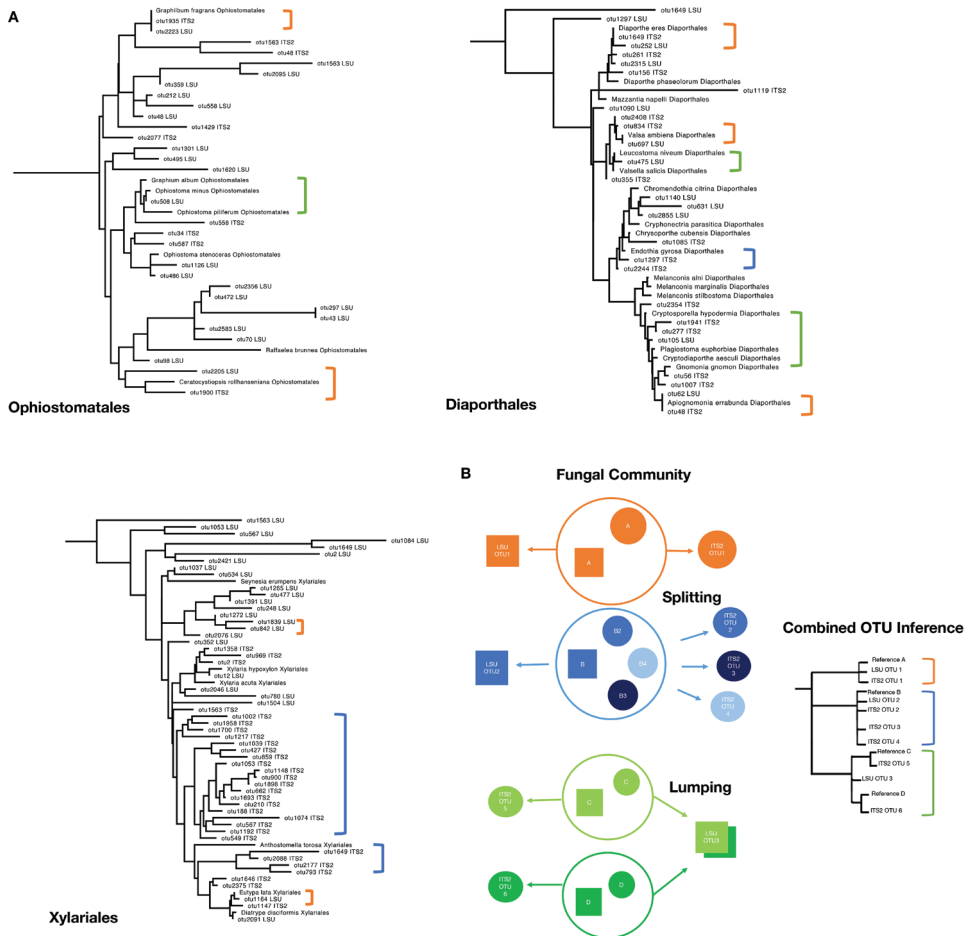 A
Graphilbum fragrans Ophiostomatales
otu1935 ITS2
otu2223 LSU
otu1563 ITS2
otu48 ITS2
otu1563 LSU
otu2085 LSU
otu359 LSU
otu212 LSU
otu558 LSU
otu48 LSU
otu1429 ITS2
otu2077 ITS2
otu1301 LSU
otu495 LSU
otu1620 LSU
Graphium album Ophiostomatales
Ophiostoma minus Ophiostomatales
otu508 LSU
Ophiostoma piliferum Ophiostomatales
otu558 ITS2
otu34 ITS2
otu587 ITS2
Ophiostoma stenoceras Ophiostomatales
otu1126 LSU
otu486 LSU
otu2356 LSU
otu472 LSU
otu297 LSU
otu43 LSU
otu2583 LSU
otu70 LSU
Raffaelea brunnea Ophiostomatales
otu98 LSU
otu2205 LSU
Ceratocystiopsis rollhanseniana Ophiostomatales
otu1900 ITS2
Ophiostomatales
otu1649 LSU
otu1297 LSU
Diaporthe eres Diaporthales
otu1649 ITS2
otu252 LSU
otu261 ITS2
otu2315 LSU
otu156 ITS2
Diaporthe phaseolorum Diaporthales
otu1119 ITS2
Mazzantia napelli Diaporthales
otu1090 LSU
otu2408 ITS2
otu834 ITS2
Valsa ambiens Diaporthales
otu697 LSU
Leucostoma niveum Diaporthales
otu475 LSU
Valsella salicis Diaporthales
otu355 ITS2
Chromendothia citrina Diaporthales
otu1140 LSU
otu631 LSU
otu2855 LSU
Cryphonectria parasitica Diaporthales
Chrysoporthe cubensis Diaporthales
otu1085 ITS2
Endothia gyrosa Diaporthales
otu1297 ITS2
otu2244 ITS2
Melanconis alni Diaporthales
Melanconis marginalis Diaporthales
Melanconis stilbostoma Diaporthales
otu2354 ITS2
Cryptosporella hypodermia Diaporthales
otu1941 ITS2
otu277 ITS2
otu105 LSU
Plagiostoma euphorbiae Diaporthales
Cryptodiaporthe aesculi Diaporthales
Gnomonia gnomon Diaporthales
otu56 ITS2
otu1007 ITS2
otu62 LSU
Apiognomonia errabunda Diaporthales
otu48 ITS2
Diaporthales
otu1563 LSU
otu1053 LSU
otu567 LSU
otu1084 LSU
otu1649 LSU
otu2 LSU
otu2421 LSU
otu1037 LSU
otu534 LSU
Seynesia erumpens Xylariales
otu1265 LSU
otu477 LSU
otu1391 LSU
otu248 LSU
otu1272 LSU
otu1839 LSU
otu842 LSU
otu2076 LSU
otu352 LSU
otu1358 ITS2
otu969 ITS2
otu2 ITS2
Xylaria hypoxylon Xylariales
otu12 LSU
Xylaria acuta Xylariales
otu2046 LSU
otu780 LSU
otu1504 LSU
otu1563 ITS2
otu1002 ITS2
otu1958 ITS2
otu1700 ITS2
otu1217 ITS2
otu1039 ITS2
otu427 ITS2
otu859 ITS2
otu1053 ITS2
otu1148 ITS2
otu900 ITS2
otu1898 ITS2
otu662 ITS2
otu1693 ITS2
otu210 ITS2
otu188 ITS2
otu1074 ITS2
otu567 ITS2
otu1192 ITS2
otu549 ITS2
Anthostomella torosa Xylariales
otu1649 ITS2
otu2088 ITS2
otu2177 ITS2
otu793 ITS2
otu1646 ITS2
otu2375 ITS2
Eutypa lata Xylariales
otu1164 LSU
otu1147 ITS2
Diatrype disciformis Xylariales
otu2091 LSU
Xylariales
B
Fungal Community
A
A
LSU
OTU1
ITS2
OTU1
Splitting
B2
B
B4
B3
LSU
OTU2
ITS2
OTU
2
ITS2
OTU
3
ITS2
OTU
4
Lumping
C
C
ITS2
OTU
5
LSU
OTU3
D
D
ITS2
OTU
6
Combined OTU Inference
Reference A
LSU OTU 1
ITS2 OTU 1
Reference B
LSU OTU 2
ITS2 OTU 2
ITS2 OTU 3
ITS2 OTU 4
Reference C
ITS2 OTU 5
LSU OTU 3
Reference D
ITS2 OTU 6